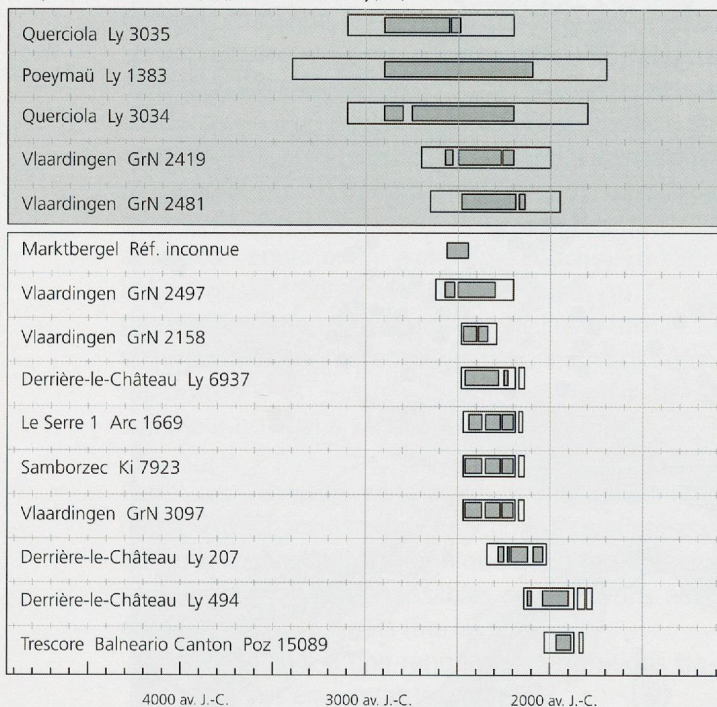 Querciola Ly 3035
Poeymaü Ly 1383
Querciola Ly 3034
Vlaardingen GrN 2419
Vlaardingen GrN 2481
Marktbergel Réf. inconnue
Vlaardingen GrN 2497
Vlaardingen GrN 2158
Derrière-le-Château Ly 6937
Le Serre 1 Arc 1669
Samborzec Ki 7923
Vlaardingen GrN 3097
Derrière-le-Château Ly 207
Derrière-le-Château Ly 494
Trescore Balneario Canton Poz 15089
4000 av. J.-C. 3000 av. J.-C. 2000 av. J.-C.